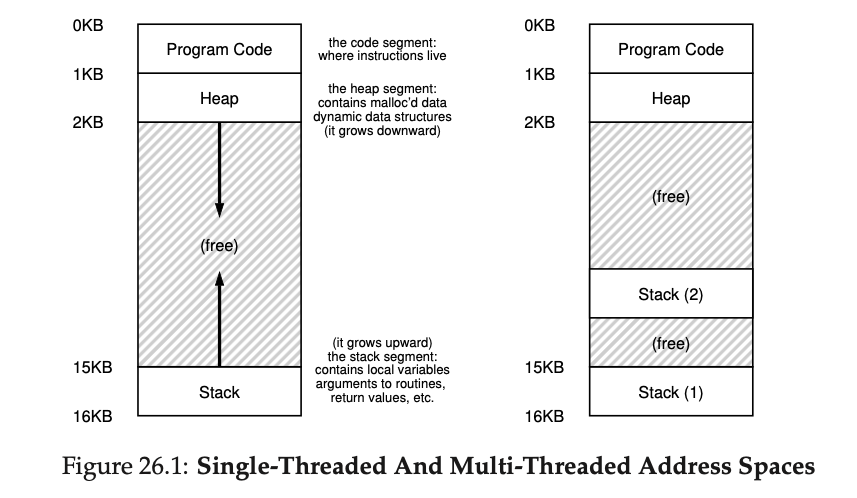 0KB
Program Code
the code segment:
where instructions live
1KB
Heap
the heap segment:
contains malloc'd data
dynamic data structures
(it grows downward)
2KB
(free)
(it grows upward)
the stack segment:
contains local variables
arguments to routines,
return values, etc.
15KB
Stack
16KB
0KB
Program Code
1KB
Heap
2KB
(free)
Stack (2)
(free)
15KB
Stack (1)
16KB
Figure 26.1: Single-Threaded And Multi-Threaded Address Spaces